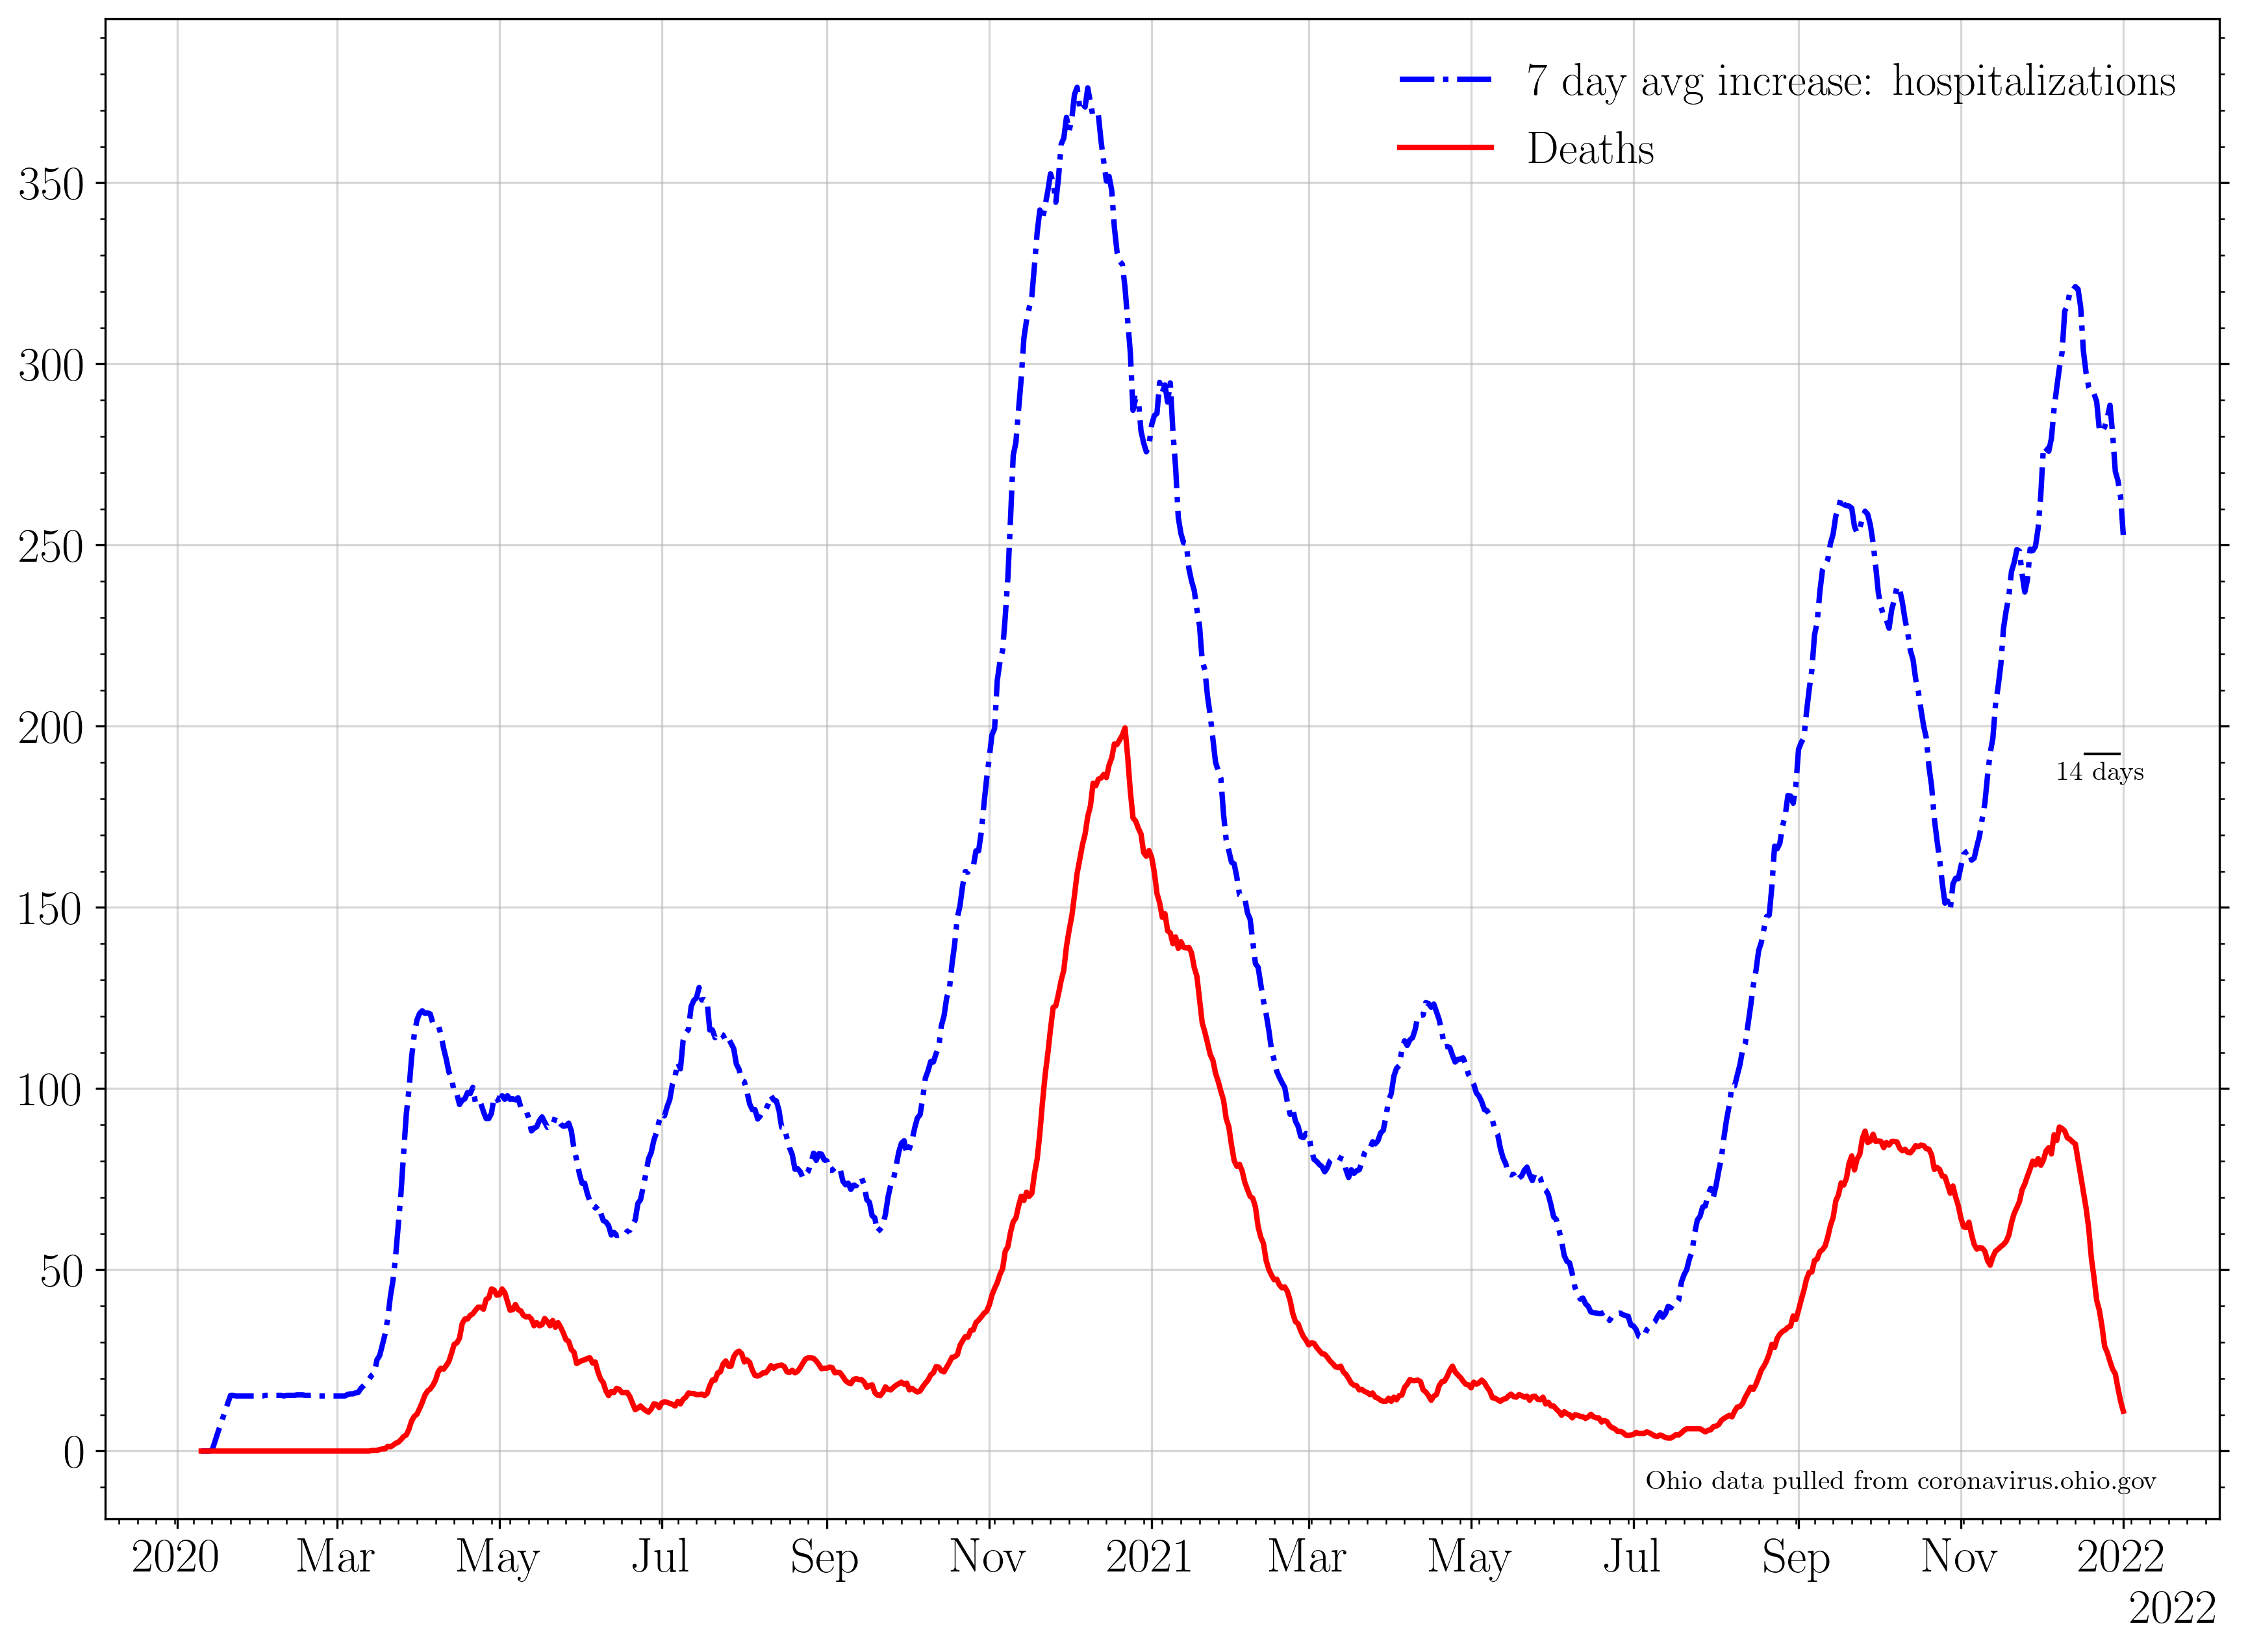 7 day avg increase: hospitalizations
Deaths
350
300
250
200
150
100
50
0
14 days
Ohio data pulled from coronavirus.ohio.gov
2020 Mar May Jul Sep Nov 2021 Mar May Jul Sep Nov 2022
2022